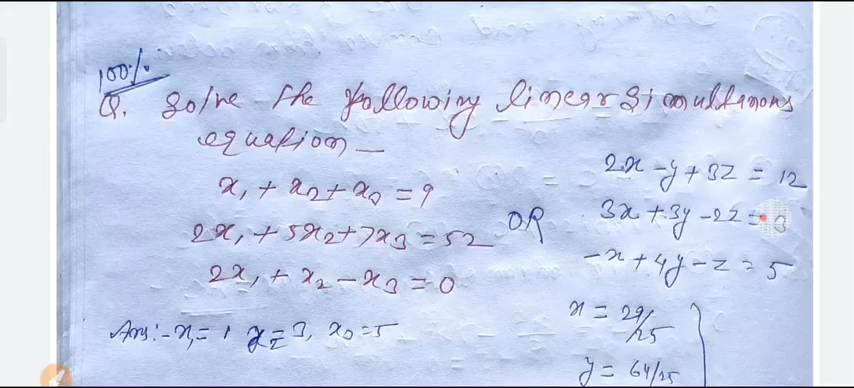 100%
Q. Solve the following linear simultanous
equation —
x₁ + x₂ + x₃ = 9
2x₁ + 5x₂ + 7x₃ = 52
2x₁ + x₂ - x₃ = 0
Ans:- x₁ = 1 x₂ = 3, x₃ = 5
OR
2x - y + 3z = 12
3x + 3y - 2z = 3
-x + 4y - z = 5
x = 29/25
y = 64/25